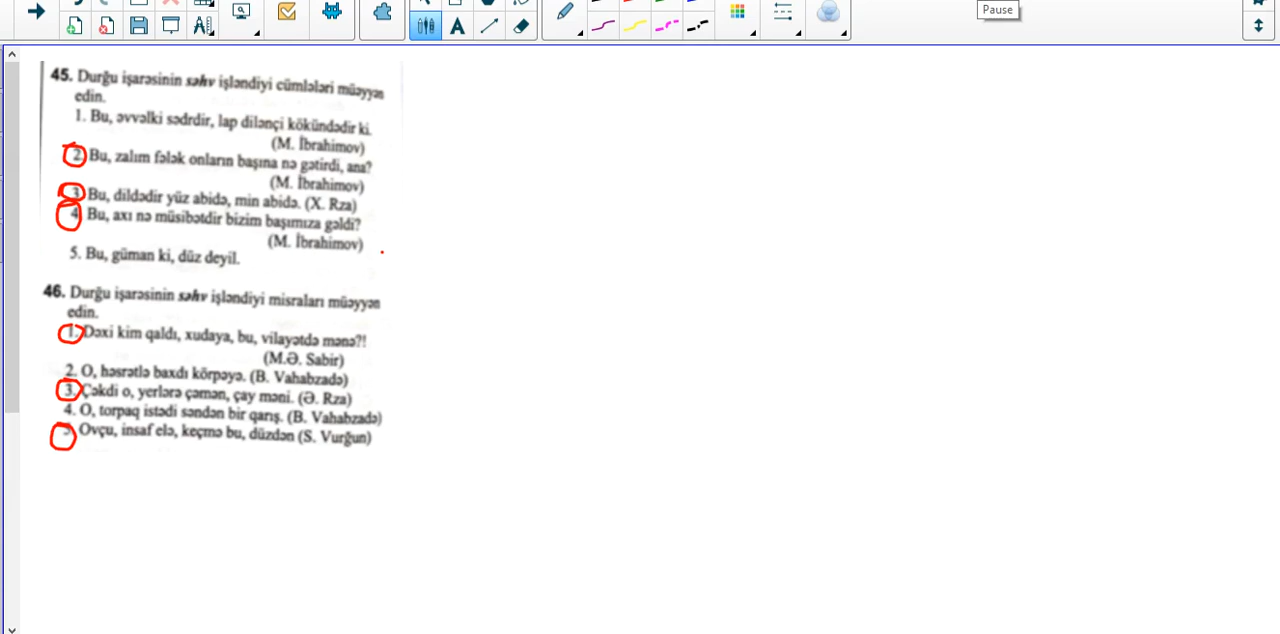 Pause
45. Durğu işarəsinin səhv işləndiyi cümlələri müəyyən
edin.
1. Bu, əvvəlki sədrdir, lap dilənçi kökündədir ki.
(M. İbrahimov)
2. Bu, zalım fələk onların başına nə gətirdi, ana?
(M. İbrahimov)
3. Bu, dildədir yüz abidə, min abidə. (X. Rza)
4. Bu, axı nə müsibətdir bizim başımıza gəldi?
(M. İbrahimov)
5. Bu, güman ki, düz deyil.
46. Durğu işarəsinin səhv işləndiyi misraları müəyyən
edin.
1. Dəxi kim qaldı, xudaya, bu, vilayətdə mənə?!
(M.Ə. Sabir)
2. O, həsrətlə baxdı körpəyə. (B. Vahabzadə)
3. Çəkdi o, yerlərə çəmən, çay məni. (Ə. Rza)
4. O, torpaq istədi səndən bir qarış. (B. Vahabzadə)
5. Ovçu, insaf elə, keçmə bu, düzdən (S. Vurğun)